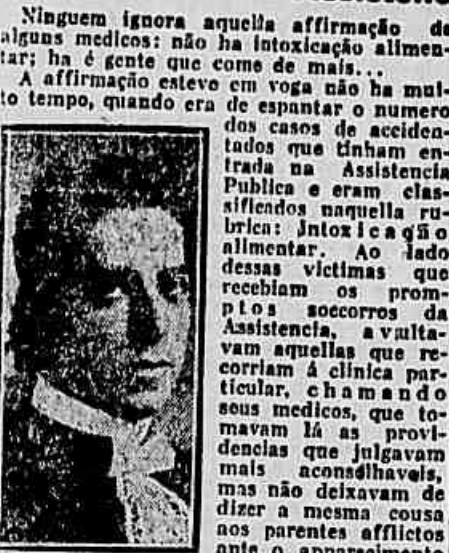 Ninguem ignora aquella affirmação de
alguns medicos: não ha intoxicação alimen-
tar; ha é gente que come de mais...
A affirmação esteve em voga não ha mui-
to tempo, quando era de espantar o numero
dos casos de acciden-
tados que tinham en-
trada na Assistencia
Publica e eram clas-
sificados naquella ru-
brica: Intoxicação
alimentar. Ao lado
dessas victimas que
recebiam os prom-
ptos soccorros da
Assistencia, avulta-
vam aquellas que re-
corriam á clinica par-
ticular, chamando
seus medicos, que to-
mavam lá as provi-
dencias que julgavam
mais aconselhaveis,
mas não deixavam de
dizer a mesma cousa
aos parentes afflictos
ante o apparecimento